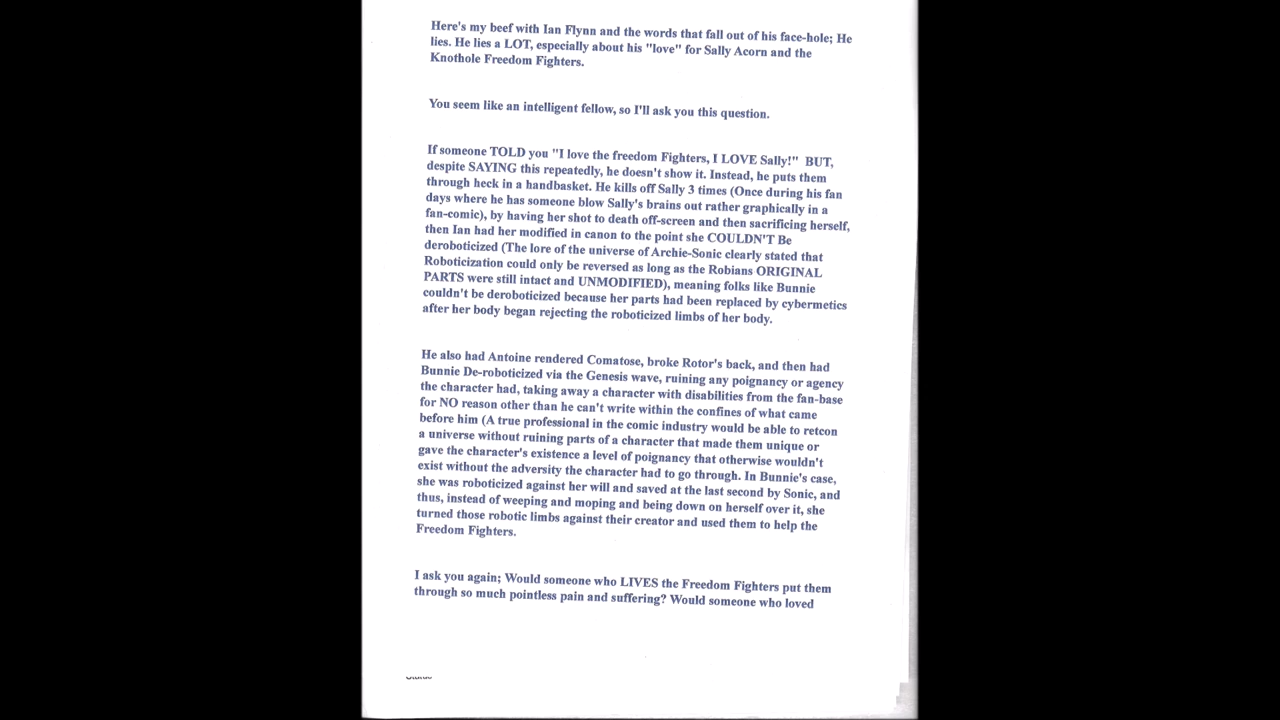 Here's my beef with Ian Flynn and the words that fall out of his face-hole; He
lies. He lies a LOT, especially about his "love" for Sally Acorn and the
Knothole Freedom Fighters.
You seem like an intelligent fellow, so I'll ask you this question.
If someone TOLD you "I love the freedom Fighters, I LOVE Sally!" BUT,
despite SAYING this repeatedly, he doesn't show it. Instead, he puts them
through heck in a handbasket. He kills off Sally 3 times (Once during his fan
days where he has someone blow Sally's brains out rather graphically in a
fan-comic), by having her shot to death off-screen and then sacrificing herself,
then Ian had her modified in canon to the point she COULDN'T Be
deroboticized (The lore of the universe of Archie-Sonic clearly stated that
Roboticization could only be reversed as long as the Robians ORIGINAL
PARTS were still intact and UNMODIFIED), meaning folks like Bunnie
couldn't be deroboticized because her parts had been replaced by cybermetics
after her body began rejecting the roboticized limbs of her body.
He also had Antoine rendered Comatose, broke Rotor's back, and then had
Bunnie De-roboticized via the Genesis wave, ruining any poignancy or agency
the character had, taking away a character with disabilities from the fan-base
for NO reason other than he can't write within the confines of what came
before him (A true professional in the comic industry would be able to retcon
a universe without ruining parts of a character that made them unique or
gave the character's existence a level of poignancy that otherwise wouldn't
exist without the adversity the character had to go through. In Bunnie's case,
she was roboticized against her will and saved at the last second by Sonic, and
thus, instead of weeping and moping and being down on herself over it, she
turned those robotic limbs against their creator and used them to help the
Freedom Fighters.
I ask you again; Would someone who LIVES the Freedom Fighters put them
through so much pointless pain and suffering? Would someone who loved